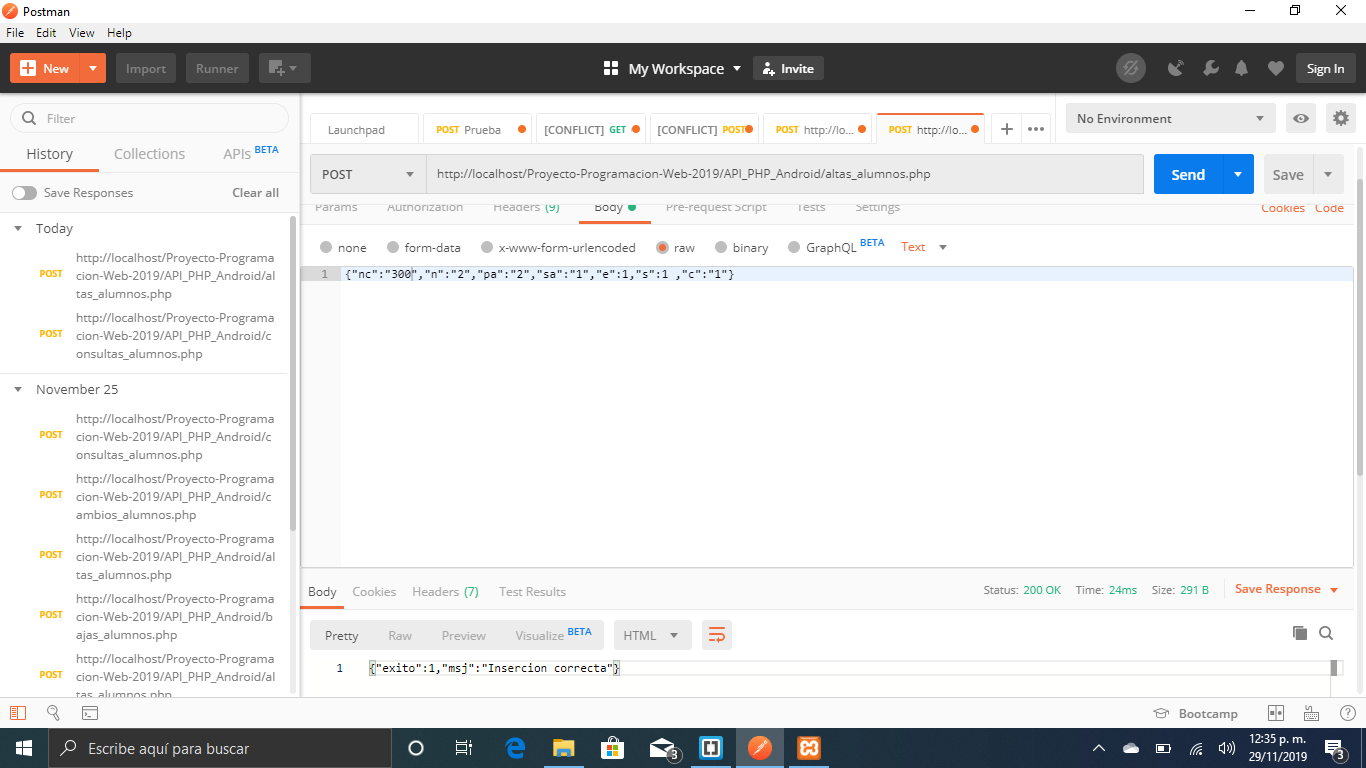 Postman
File Edit View Help
New Import Runner My Workspace Invite Sign In
Filter
History Collections APIs BETA
Save Responses Clear all
Today
POST http://localhost/Proyecto-Programa
cion-Web-2019/API_PHP_Android/al
tas_alumnos.php
POST http://localhost/Proyecto-Programa
cion-Web-2019/API_PHP_Android/c
onsultas_alumnos.php
November 25
POST http://localhost/Proyecto-Programa
cion-Web-2019/API_PHP_Android/c
onsultas_alumnos.php
POST http://localhost/Proyecto-Programa
cion-Web-2019/API_PHP_Android/c
ambios_alumnos.php
POST http://localhost/Proyecto-Programa
cion-Web-2019/API_PHP_Android/al
tas_alumnos.php
POST http://localhost/Proyecto-Programa
cion-Web-2019/API_PHP_Android/b
ajas_alumnos.php
POST http://localhost/Proyecto-Programa
cion-Web-2019/API_PHP_Android/al
tas_alumnos.php
Launchpad POST Prueba [CONFLICT] GET [CONFLICT] POST POST http://lo... POST http://lo... + •••
No Environment
POST http://localhost/Proyecto-Programacion-Web-2019/API_PHP_Android/altas_alumnos.php Send Save
Params Authorization Headers (9) Body Pre-request Script Tests Settings Cookies Code
none form-data x-www-form-urlencoded raw binary GraphQL BETA Text
1 {"nc":"300","n":"2","pa":"2","sa":"1","e":1,"s":1 ,"c":"1"}
Body Cookies Headers (7) Test Results Status: 200 OK Time: 24ms Size: 291 B Save Response
Pretty Raw Preview Visualize BETA HTML
1 {"exito":1,"msj":"Insercion correcta"}
Bootcamp
Escribe aquí para buscar
3
12:35 p. m.
29/11/2019
3